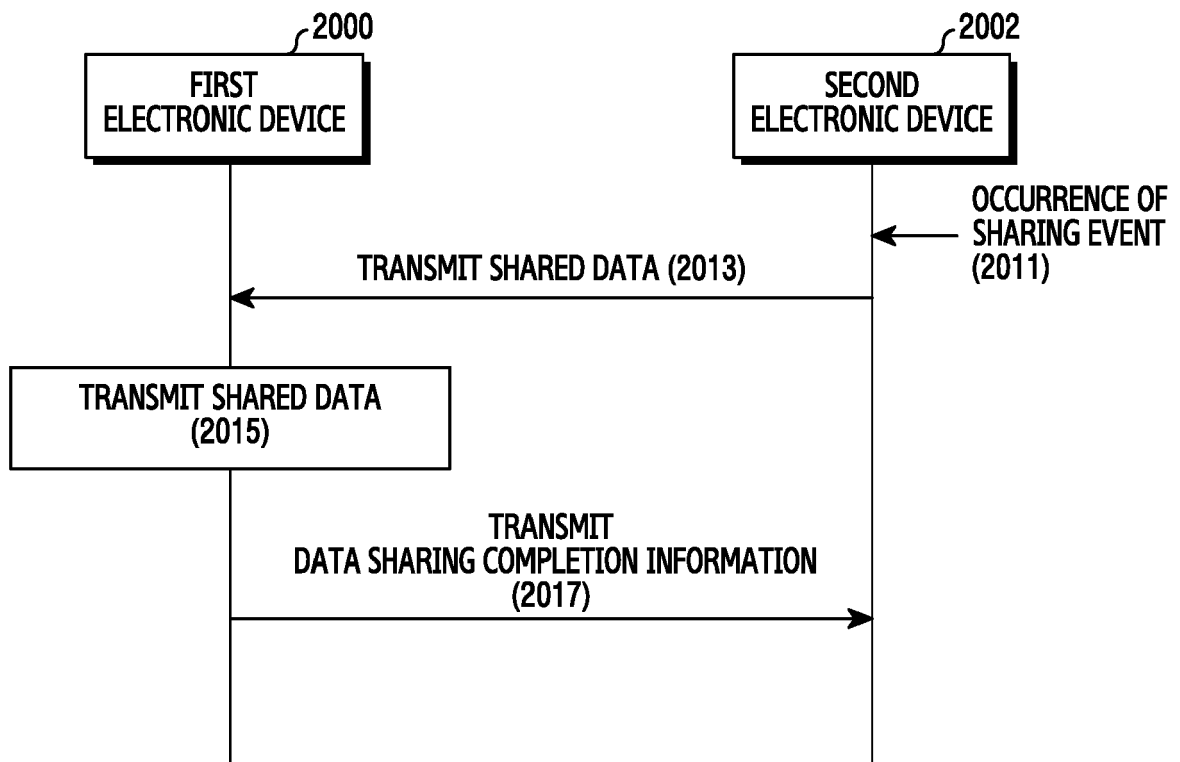 2000
2002
FIRST
ELECTRONIC DEVICE
SECOND
ELECTRONIC DEVICE
OCCURRENCE OF
SHARING EVENT
(2011)
TRANSMIT SHARED DATA (2013)
TRANSMIT SHARED DATA
(2015)
TRANSMIT
DATA SHARING COMPLETION INFORMATION
(2017)